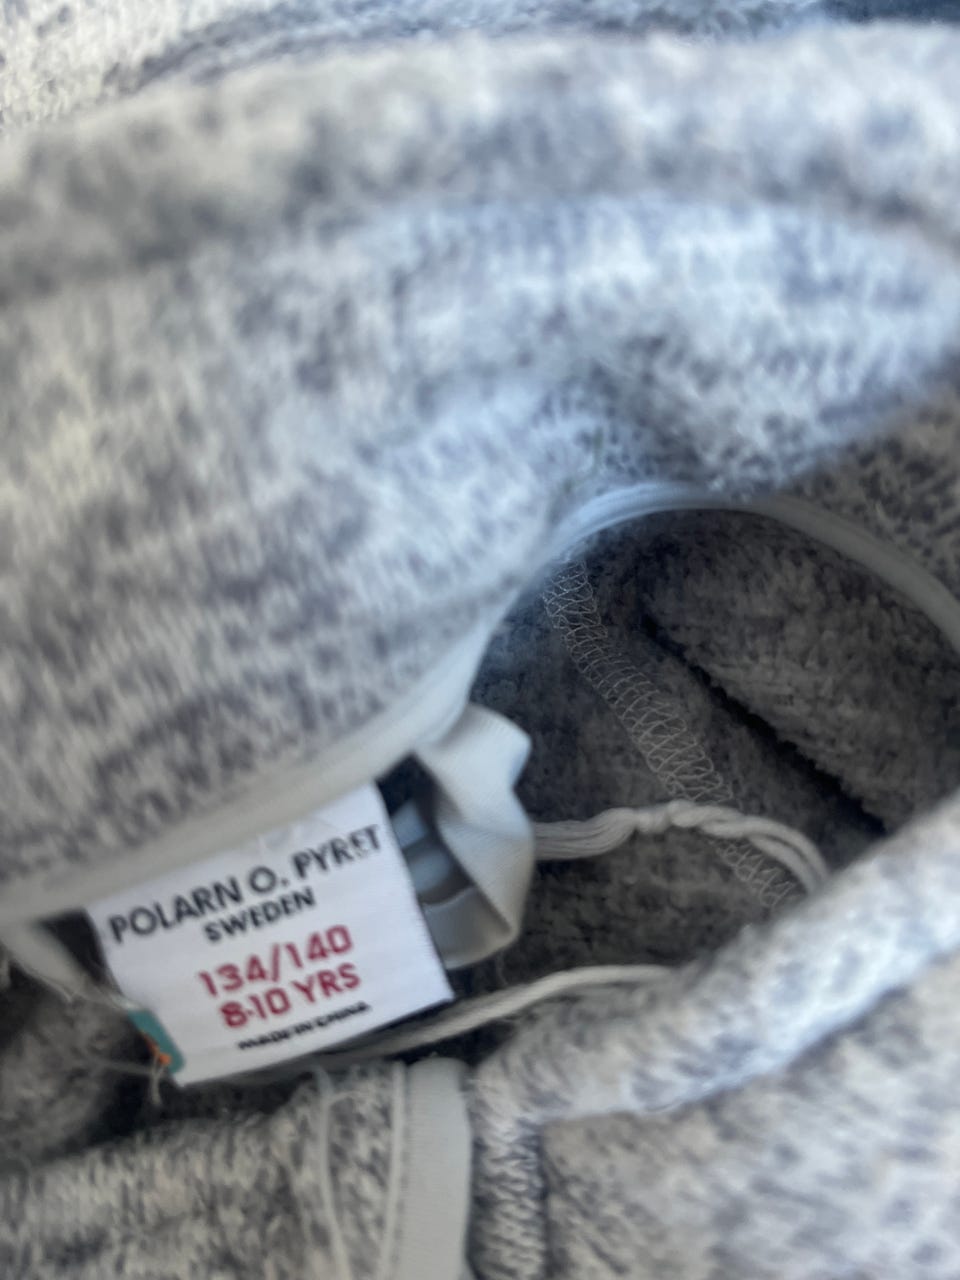 POLARN O. PYRET
SWEDEN
134/140
8-10 YRS
MADE IN CHINA